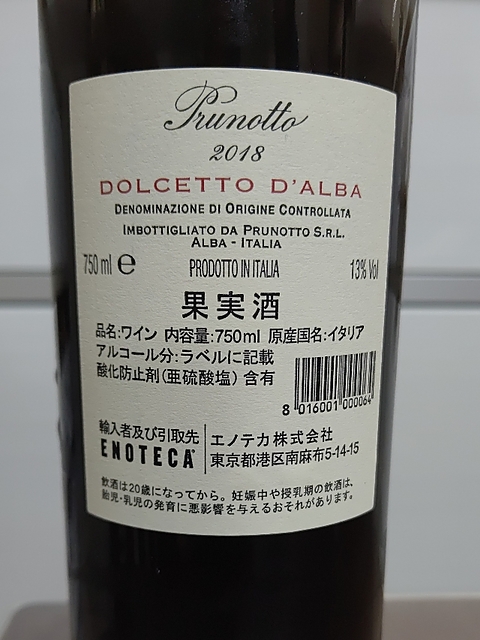 Prunotto
2018
DOLCETTO D'ALBA
DENOMINAZIONE DI ORIGINE CONTROLLATA
IMBOTTIGLIATO DA PRUNOTTO S.R.L.
ALBA - ITALIA
750 ml e PRODOTTO IN ITALIA 13% Vol
果実酒
品名:ワイン 内容量:750ml 原産国名:イタリア
アルコール分:ラベルに記載
酸化防止剤(亜硫酸塩) 含有
8 016001 000064
輸入者及び引取先 エノテカ株式会社
ENOTECA 東京都港区南麻布5-14-15
飲酒は20歳になってから。妊娠中や授乳期の飲酒は、
胎児・乳児の発育に悪影響を与えるおそれがあります。